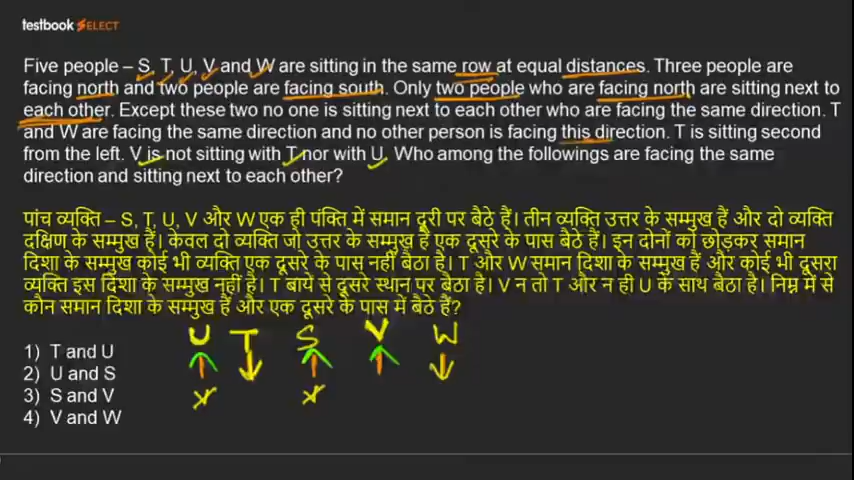 testbook SELECT
Five people – S, T, U, V and W are sitting in the same row at equal distances. Three people are
facing north and two people are facing south. Only two people who are facing north are sitting next to
each other. Except these two no one is sitting next to each other who are facing the same direction. T
and W are facing the same direction and no other person is facing this direction. T is sitting second
from the left. V is not sitting with T nor with U. Who among the followings are facing the same
direction and sitting next to each other?
पांच व्यक्ति – S, T, U, V और W एक ही पंक्ति में समान दूरी पर बैठे हैं। तीन व्यक्ति उत्तर के सम्मुख हैं और दो व्यक्ति
दक्षिण के सम्मुख हैं। केवल दो व्यक्ति जो उत्तर के सम्मुख हैं एक दूसरे के पास बैठे हैं। इन दोनों को छोड़कर समान
दिशा के सम्मुख कोई भी व्यक्ति एक दूसरे के पास नहीं बैठा है। T और W समान दिशा के सम्मुख हैं और कोई भी दूसरा
व्यक्ति इस दिशा के सम्मुख नहीं है। T बायें से दूसरे स्थान पर बैठा है। V न तो T और न ही U के साथ बैठा है। निम्न में से
कौन समान दिशा के सम्मुख हैं और एक दूसरे के पास में बैठे हैं?
U T S V W
1) T and U
2) U and S
3) S and V
4) V and W